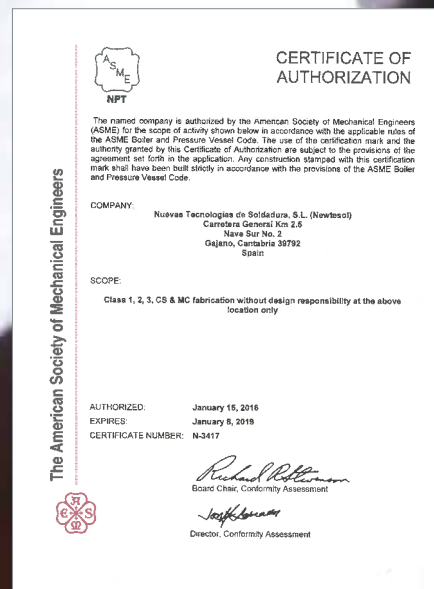 ASME
NPT
CERTIFICATE OF
AUTHORIZATION
The named company is authorized by the American Society of Mechanical Engineers
(ASME) for the scope of activity shown below in accordance with the applicable rules of
the ASME Boiler and Pressure Vessel Code. The use of the certification mark and the
authority granted by this Certificate of Authorization are subject to the provisions of the
agreement set forth in the application. Any construction stamped with this certification
mark shall have been built strictly in accordance with the provisions of the ASME Boiler
and Pressure Vessel Code.
COMPANY:
Nuevas Tecnologias de Soldadura, S.L. (Newtesol)
Carretera General Km 2.5
Nave Sur No. 2
Gajano, Cantabria 39792
Spain
SCOPE:
Class 1, 2, 3, CS & MC fabrication without design responsibility at the above
location only
AUTHORIZED: January 15, 2016
EXPIRES: January 8, 2019
CERTIFICATE NUMBER: N-3417
Board Chair, Conformity Assessment
Director, Conformity Assessment
The American Society of Mechanical Engineers
ASME